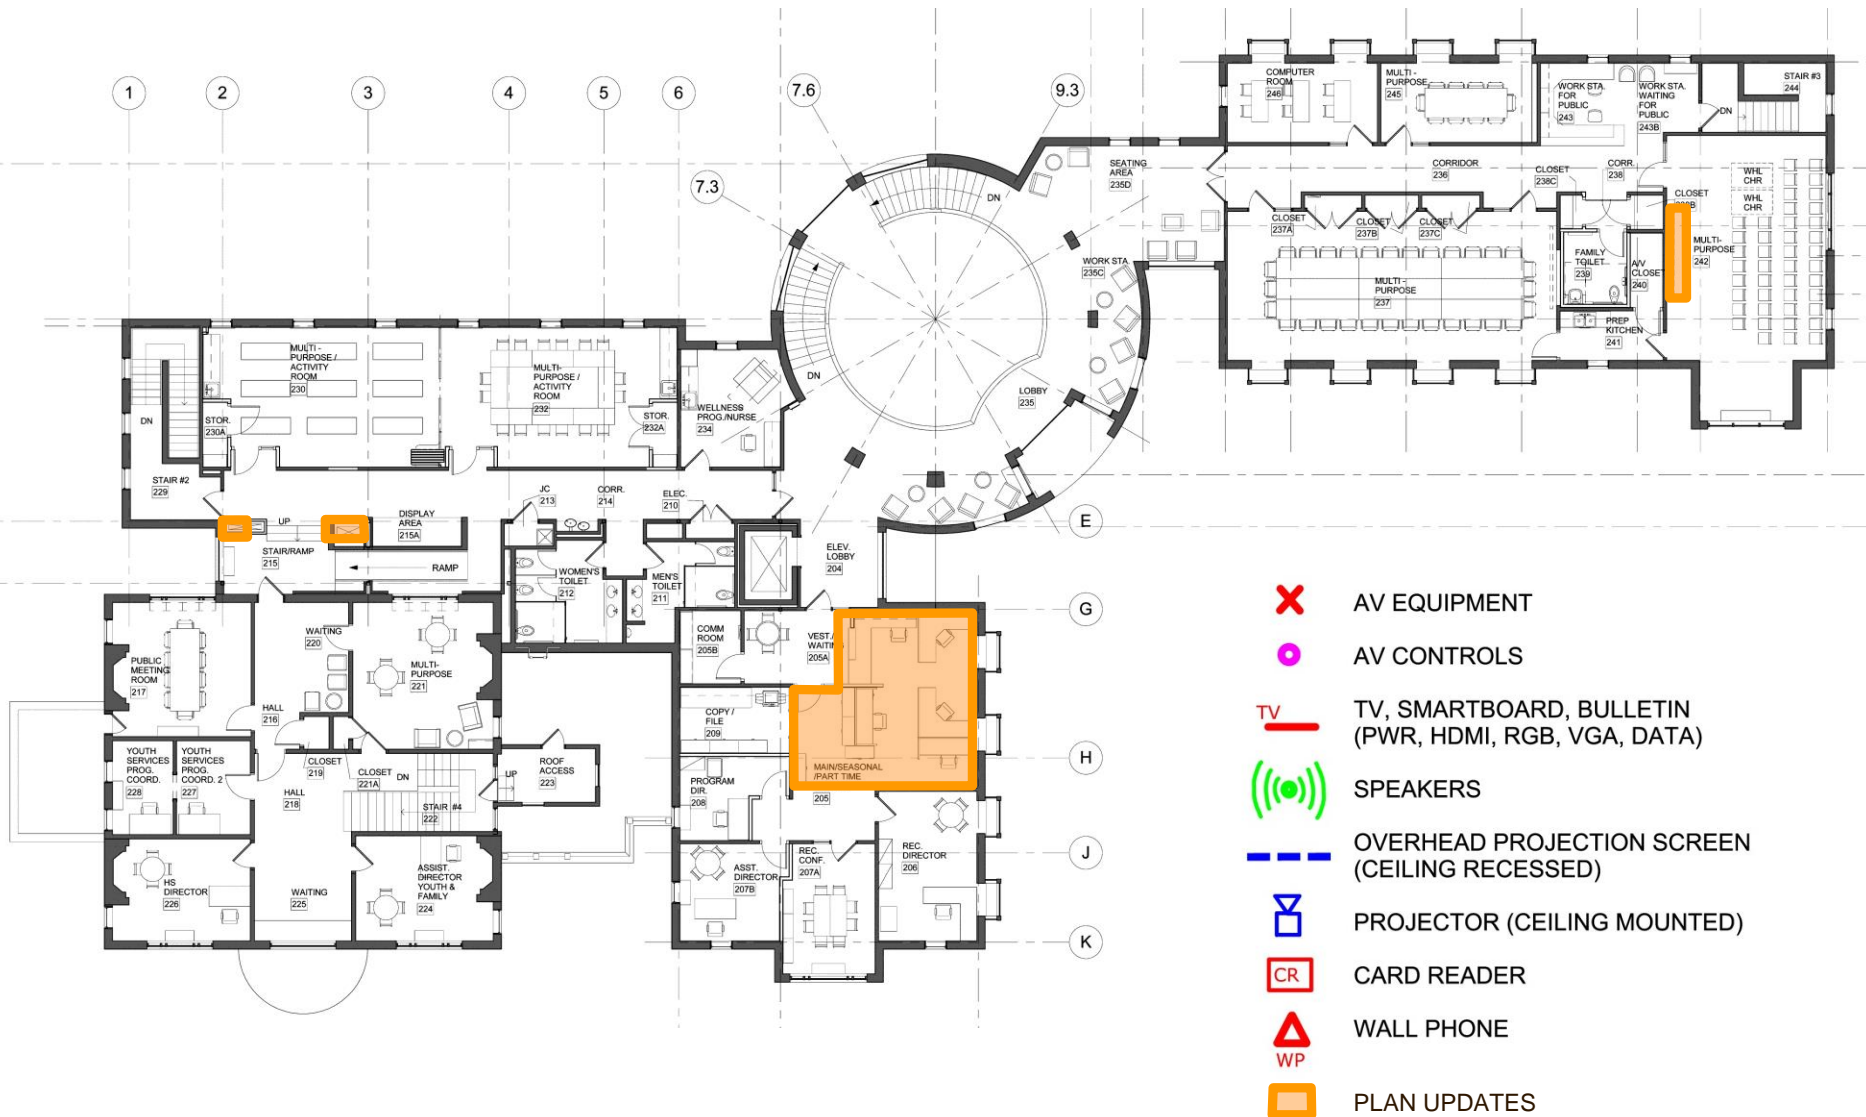 1
2
3
4
5
6
7.6
9.3
7.3
COMPUTER
ROOM
246
MULTI -
PURPOSE
245
WORK STA.
FOR
PUBLIC
243
WORK STA.
WAITING
FOR
PUBLIC
243B
STAIR #3
244
DN
SEATING
AREA
235D
CORRIDOR
236
CLOSET
238C
CORR.
238
WHL
CHR
WHL
CHR
CLOSET
DN
CLOSET
237A
CLOSET
237B
CLOSET
237C
MULTI-
PURPOSE
242
FAMILY
TOILET
239
A/V
CLOSET
240
WORK STA.
235C
MULTI -
PURPOSE
237
PREP
KITCHEN
241
DN
LOBBY
235
MULTI -
PURPOSE /
ACTIVITY
ROOM
230
MULTI-
PURPOSE /
ACTIVITY
ROOM
232
WELLNESS
PROG./NURSE
234
DN
STOR.
230A
STOR.
232A
STAIR #2
229
JC
213
CORR.
214
ELEC.
210
UP
DISPLAY
AREA
215A
E
STAIR/RAMP
215
RAMP
ELEV.
LOBBY
204
WOMEN'S
TOILET
212
MEN'S
TOILET
211
G
WAITING
220
COMM
ROOM
205B
VEST./
WAITING
205A
PUBLIC
MEETING
ROOM
217
MULTI-
PURPOSE
221
HALL
216
COPY /
FILE
209
YOUTH
SERVICES
PROG.
COORD.
228
YOUTH
SERVICES
PROG.
COORD. 2
227
CLOSET
219
CLOSET
221A
DN
UP
ROOF
ACCESS
223
H
MAIN/SEASONAL
/PART TIME
205
PROGRAM
DIR.
208
HALL
218
STAIR #4
222
J
HS
DIRECTOR
226
WAITING
225
ASSIST.
DIRECTOR
YOUTH &
FAMILY
224
ASST.
DIRECTOR
207B
REC.
CONF.
207A
REC.
DIRECTOR
206
K
AV EQUIPMENT
AV CONTROLS
TV
TV, SMARTBOARD, BULLETIN
(PWR, HDMI, RGB, VGA, DATA)
SPEAKERS
OVERHEAD PROJECTION SCREEN
(CEILING RECESSED)
PROJECTOR (CEILING MOUNTED)
CR
CARD READER
WALL PHONE
WP
PLAN UPDATES